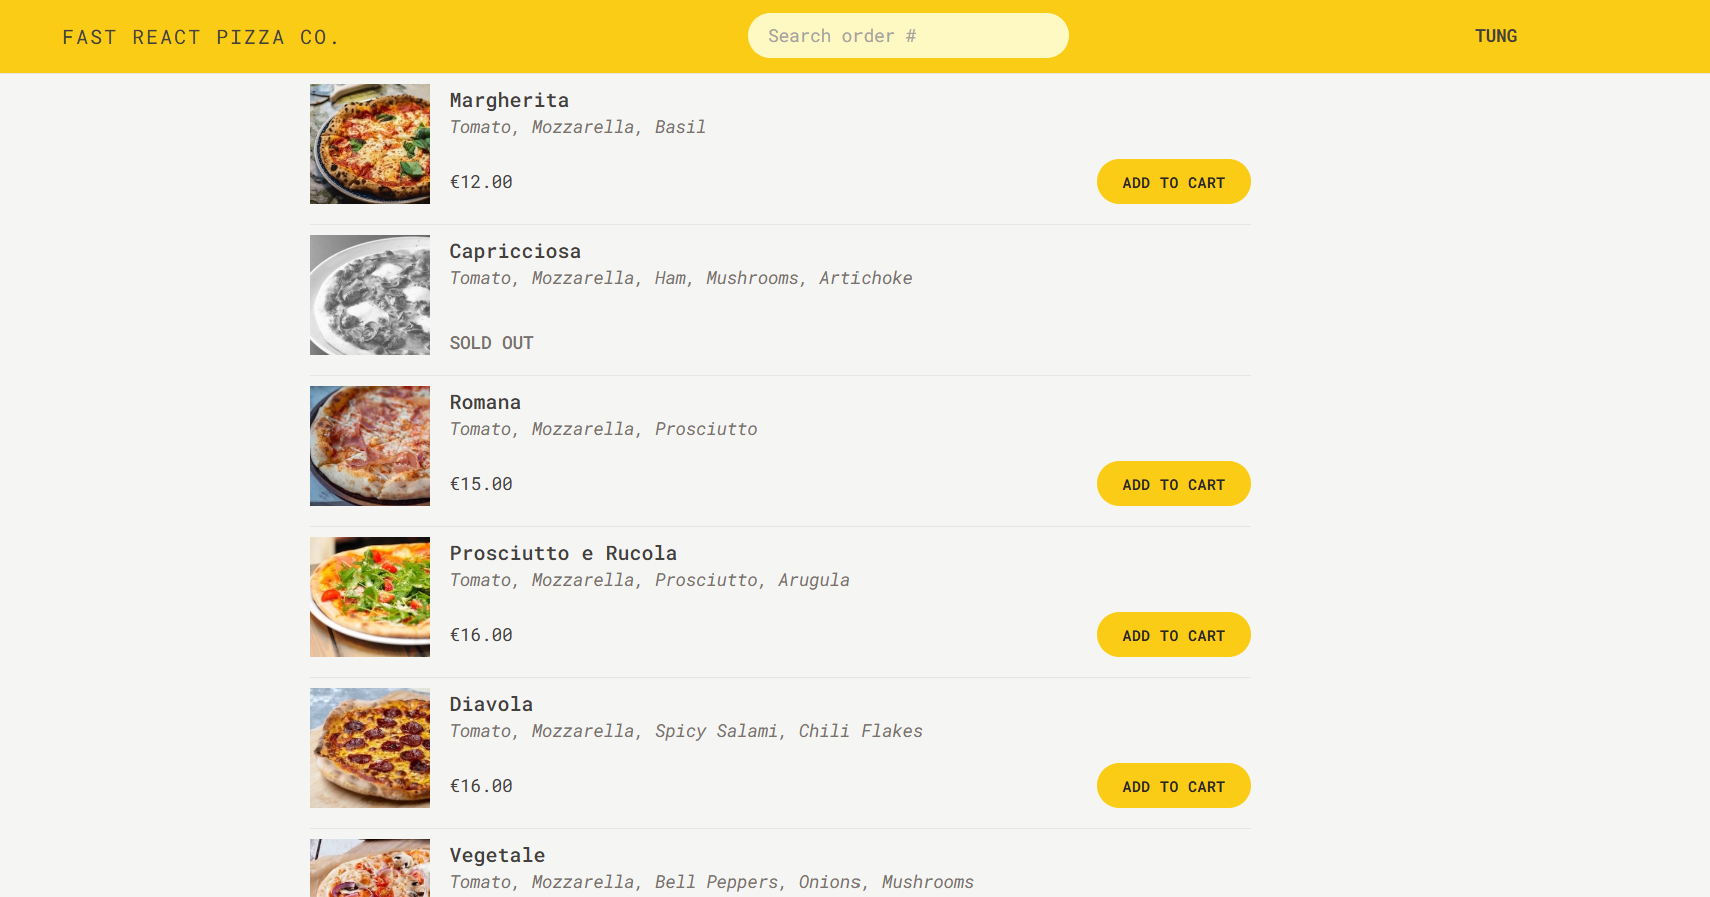 FAST REACT PIZZA CO.
Search order #
TUNG
Margherita
Tomato, Mozzarella, Basil
€12.00
ADD TO CART
Capricciosa
Tomato, Mozzarella, Ham, Mushrooms, Artichoke
SOLD OUT
Romana
Tomato, Mozzarella, Prosciutto
€15.00
ADD TO CART
Prosciutto e Rucola
Tomato, Mozzarella, Prosciutto, Arugula
€16.00
ADD TO CART
Diavola
Tomato, Mozzarella, Spicy Salami, Chili Flakes
€16.00
ADD TO CART
Vegetale
Tomato, Mozzarella, Bell Peppers, Onions, Mushrooms